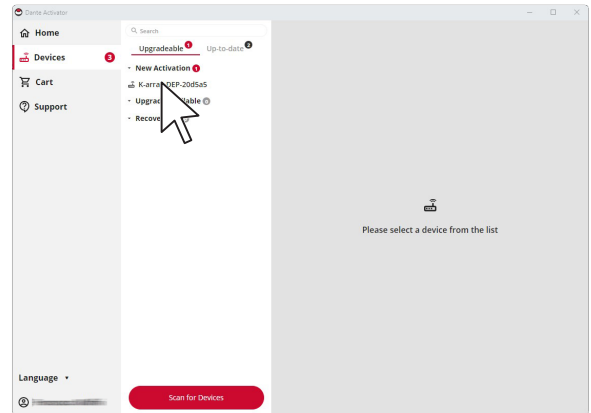 Dante Activator
Home
Devices 3
Cart
Support
Language
Search
Upgradeable 1 Up-to-date 2
New Activation 1
DEP-20d5a5
0
Scan for Devices
Please select a device from the list